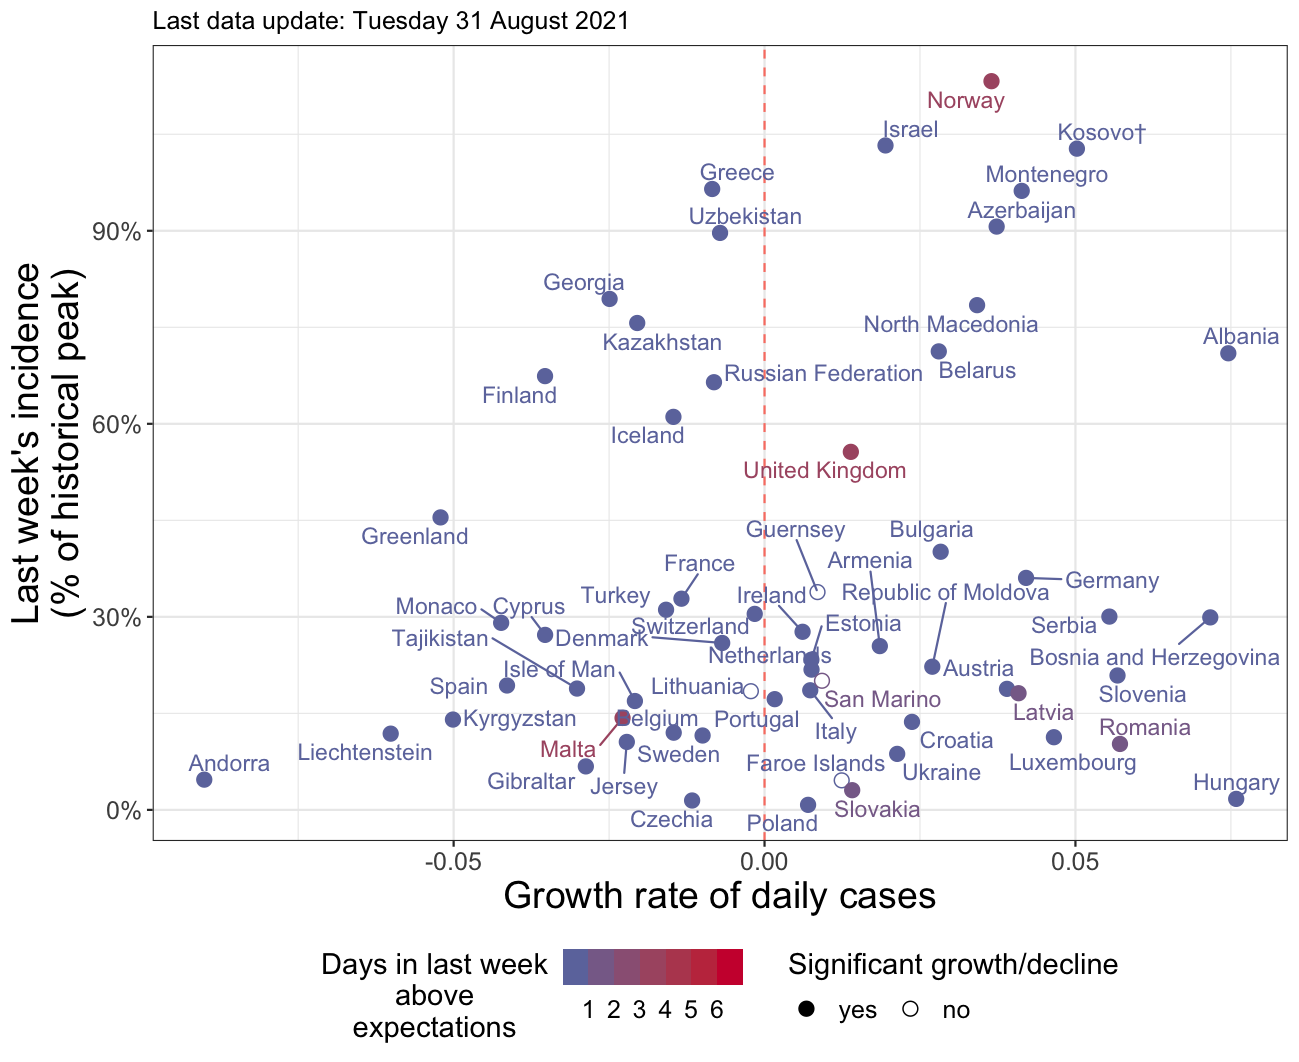 Last data update: Tuesday 31 August 2021
Norway
Israel
Kosovo†
Greece
Montenegro
Uzbekistan
Azerbaijan
90%
Georgia
North Macedonia
Kazakhstan
Albania
Russian Federation
Belarus
Finland
60%
Iceland
United Kingdom
Greenland
Guernsey
Bulgaria
France
Armenia
Germany
Turkey
Ireland
Republic of Moldova
Monaco
Cyprus
30%
Switzerland
Estonia
Serbia
Tajikistan
Denmark
Netherlands
Bosnia and Herzegovina
Isle of Man
Austria
Spain
Lithuania
San Marino
Slovenia
Kyrgyzstan
Belgium
Portugal
Latvia
Italy
Romania
Liechtenstein
Malta
Sweden
Croatia
Andorra
Faroe Islands
Luxembourg
Gibraltar
Jersey
Ukraine
Hungary
0%
Czechia
Poland
Slovakia
Last week's incidence
(% of historical peak)
-0.05
0.00
0.05
Growth rate of daily cases
Days in last week
above
expectations
1 2 3 4 5 6
Significant growth/decline
yes
no